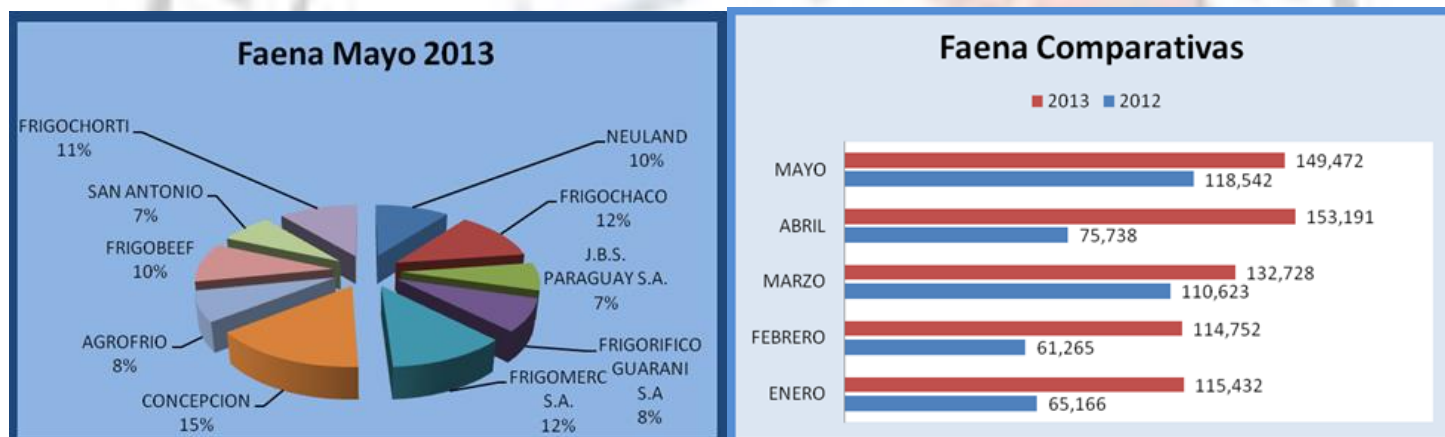 Faena Mayo 2013
FRIGOCHORTI
11%
NEULAND
10%
SAN ANTONIO
7%
FRIGOCHACO
12%
FRIGOBEEF
10%
J.B.S.
PARAGUAY S.A.
7%
AGROFRIO
8%
FRIGORIFICO
GUARANI
S.A
8%
FRIGOMERC
S.A.
12%
CONCEPCION
15%
Faena Comparativas
2013 2012
MAYO
149,472
118,542
ABRIL
153,191
75,738
MARZO
132,728
110,623
FEBRERO
114,752
61,265
ENERO
115,432
65,166